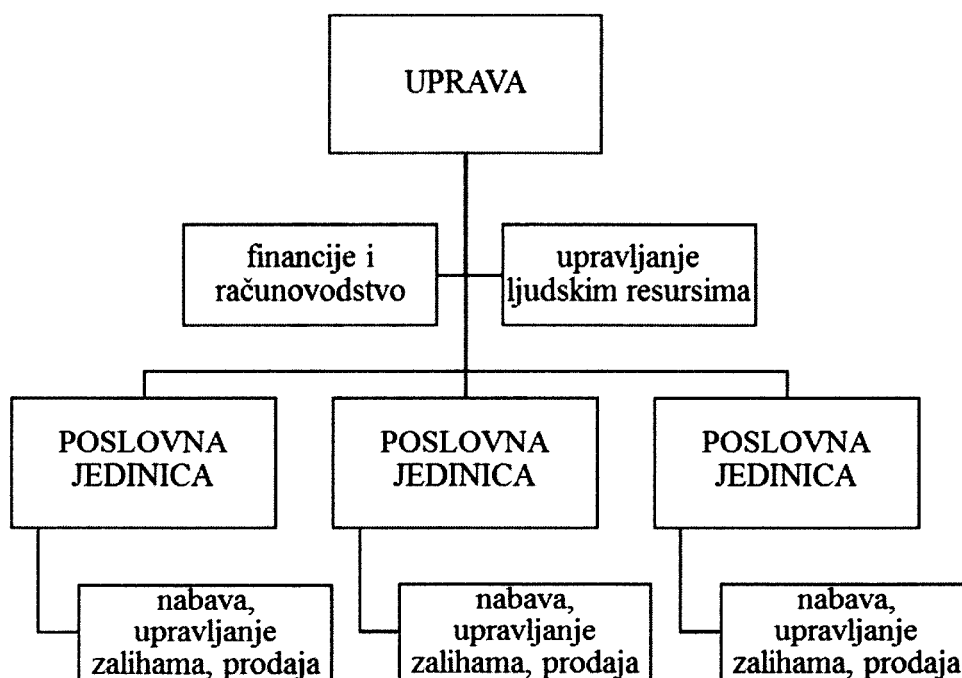 UPRAVA
financije i
računovodstvo
upravljanje
ljudskim resursima
POSLOVNA
JEDINICA
POSLOVNA
JEDINICA
POSLOVNA
JEDINICA
nabava,
upravljanje
zalihama, prodaja
nabava,
upravljanje
zalihama, prodaja
nabava,
upravljanje
zalihama, prodaja